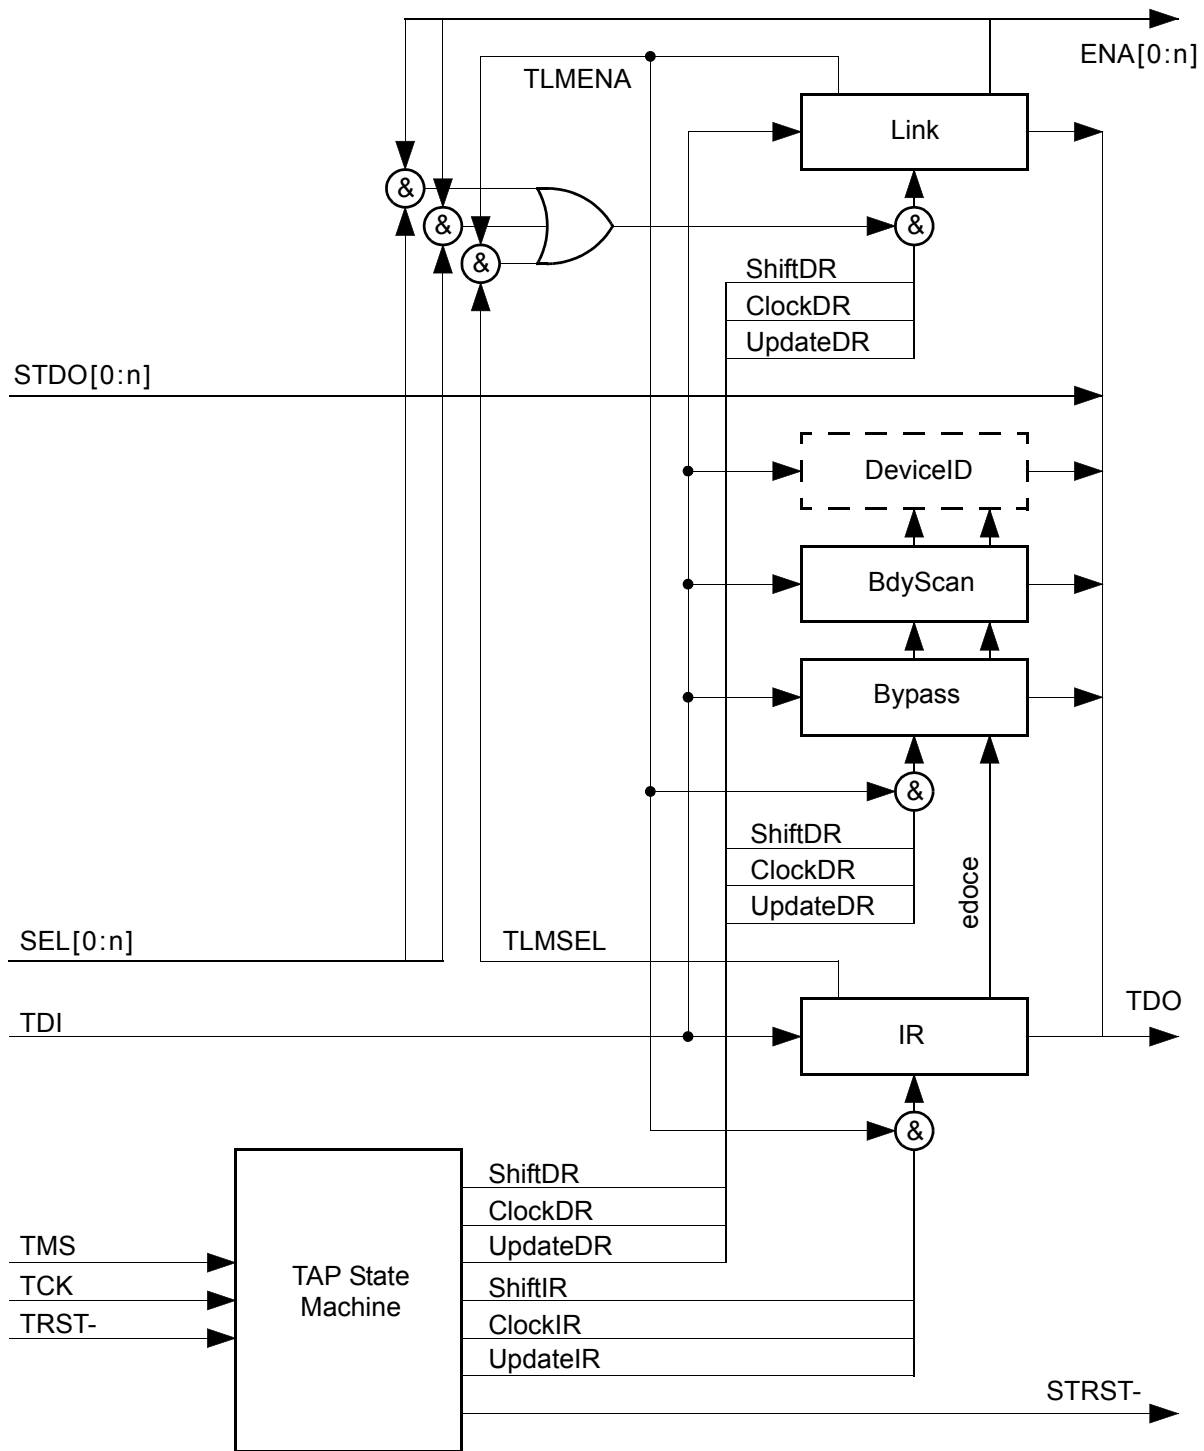 ENA[0:n]
TLMENA
Link
&
&
&
&
ShiftDR
ClockDR
UpdateDR
STDO[0:n]
DeviceID
BdyScan
Bypass
&
ShiftDR
ClockDR
UpdateDR
edoce
SEL[0:n]
TLMSEL
TDO
TDI
IR
&
ShiftDR
ClockDR
UpdateDR
TMS
TCK
TRST-
TAP State
Machine
ShiftIR
ClockIR
UpdateIR
STRST-